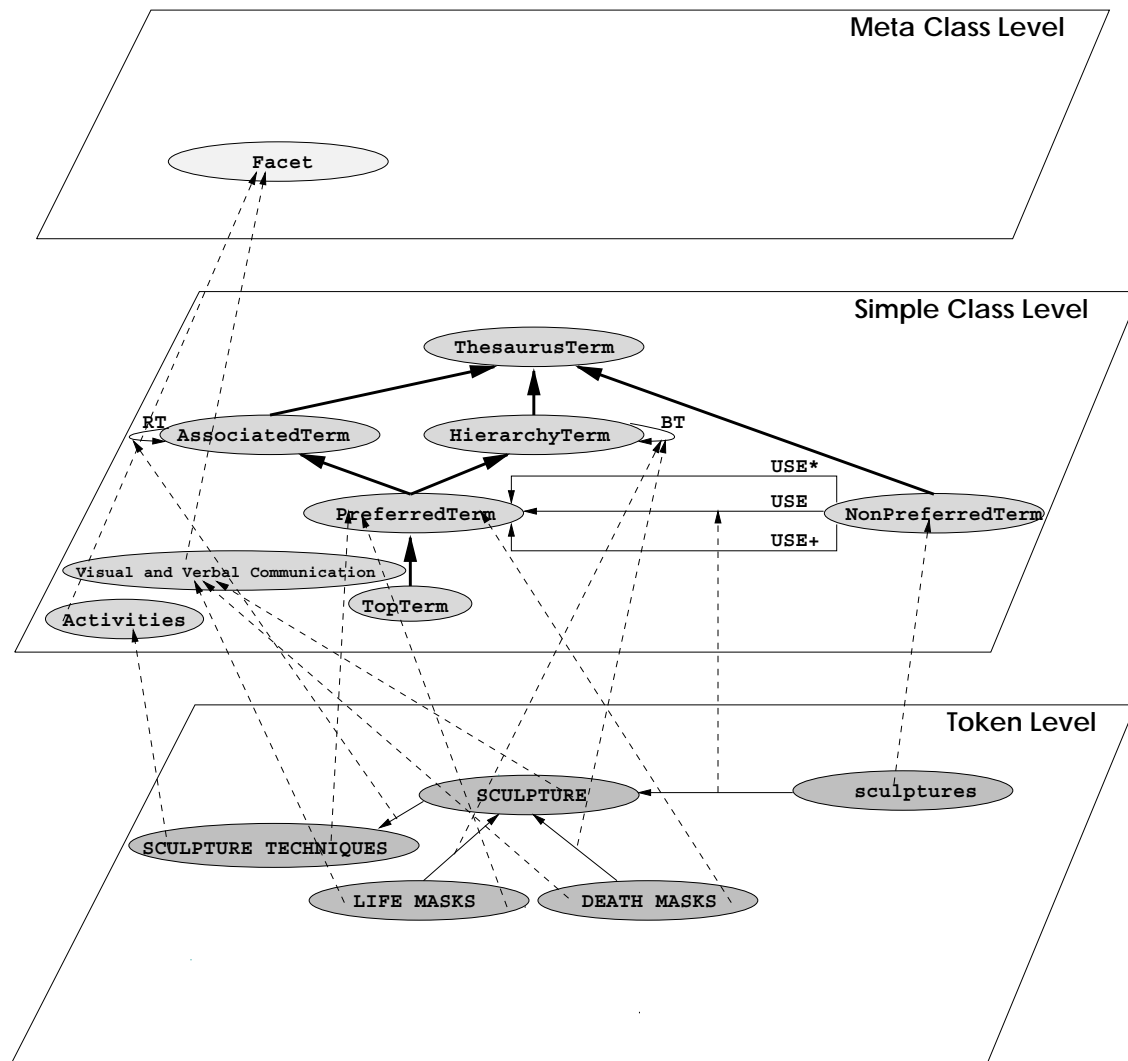 Meta Class Level
Facet
Simple Class Level
ThesaurusTerm
RT
BT
AssociatedTerm
HierarchyTerm
USE*
USE
PreferredTerm
NonPreferredTerm
USE+
Visual and Verbal Communication
TopTerm
Activities
Token Level
SCULPTURE
sculptures
SCULPTURE TECHNIQUES
LIFE MASKS
DEATH MASKS